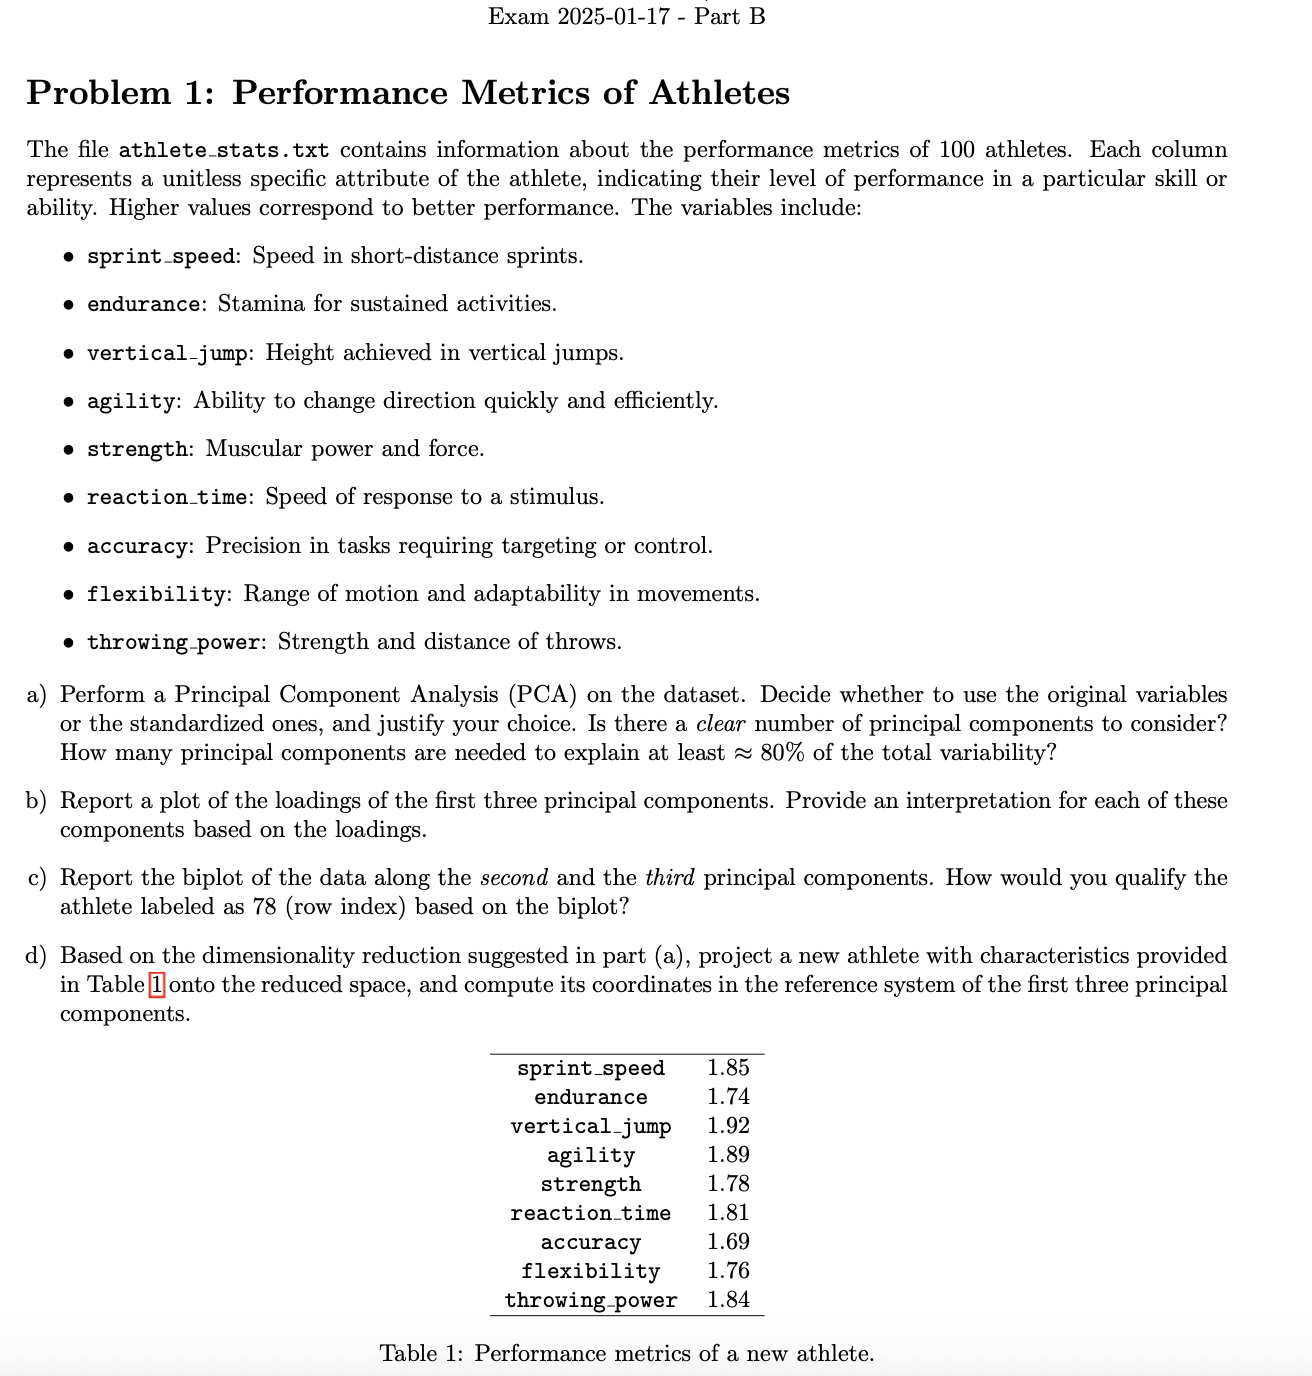 Exam 2025-01-17 - Part B
Problem 1: Performance Metrics of Athletes
The file athlete_stats.txt contains information about the performance metrics of 100 athletes. Each column
represents a unitless specific attribute of the athlete, indicating their level of performance in a particular skill or
ability. Higher values correspond to better performance. The variables include:
• sprint_speed: Speed in short-distance sprints.
• endurance: Stamina for sustained activities.
• vertical_jump: Height achieved in vertical jumps.
• agility: Ability to change direction quickly and efficiently.
• strength: Muscular power and force.
• reaction_time: Speed of response to a stimulus.
• accuracy: Precision in tasks requiring targeting or control.
• flexibility: Range of motion and adaptability in movements.
• throwing_power: Strength and distance of throws.
a) Perform a Principal Component Analysis (PCA) on the dataset. Decide whether to use the original variables
or the standardized ones, and justify your choice. Is there a clear number of principal components to consider?
How many principal components are needed to explain at least ≈ 80% of the total variability?
b) Report a plot of the loadings of the first three principal components. Provide an interpretation for each of these
components based on the loadings.
c) Report the biplot of the data along the second and the third principal components. How would you qualify the
athlete labeled as 78 (row index) based on the biplot?
d) Based on the dimensionality reduction suggested in part (a), project a new athlete with characteristics provided
in Table 1 onto the reduced space, and compute its coordinates in the reference system of the first three principal
components.
sprint_speed 1.85
endurance 1.74
vertical_jump 1.92
agility 1.89
strength 1.78
reaction_time 1.81
accuracy 1.69
flexibility 1.76
throwing_power 1.84
Table 1: Performance metrics of a new athlete.